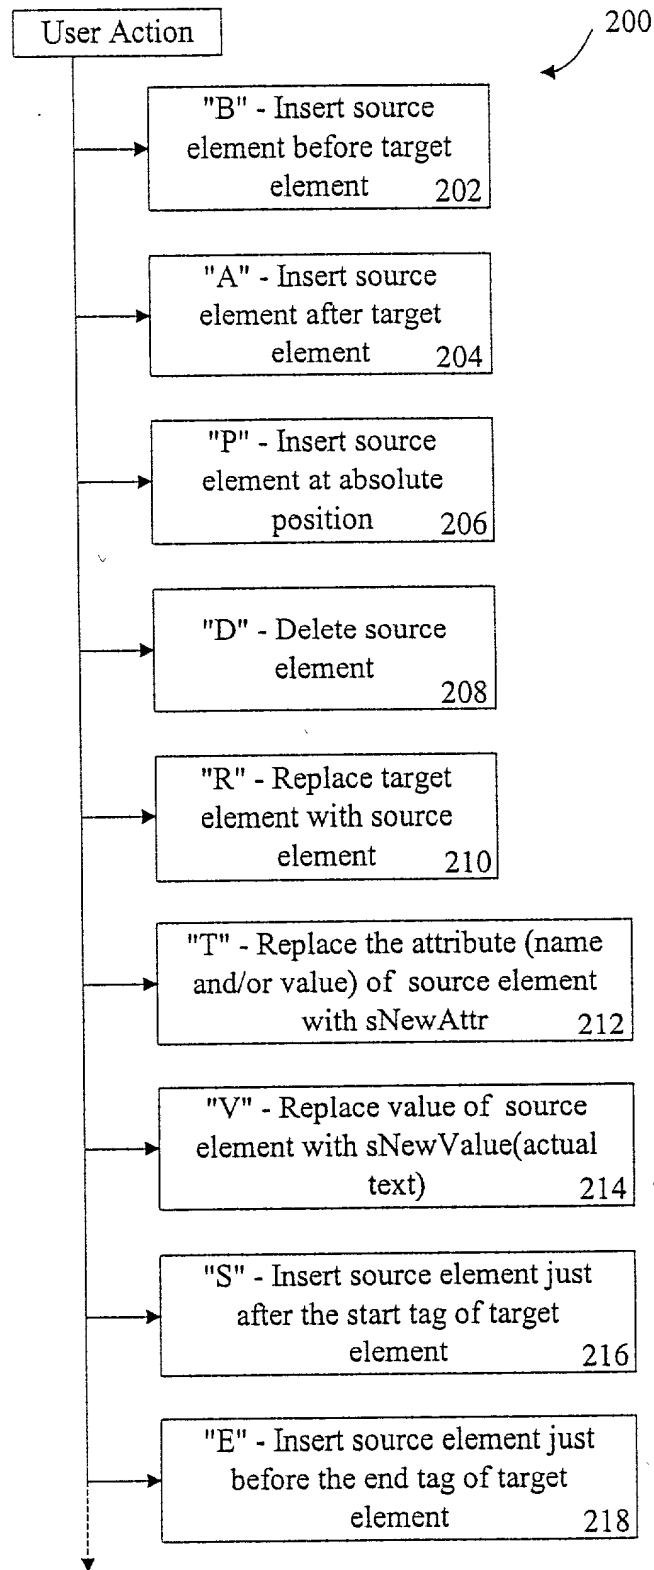 User Action
200
"B" - Insert source
element before target
element 202
"A" - Insert source
element after target
element 204
"P" - Insert source
element at absolute
position 206
"D" - Delete source
element
208
"R" - Replace target
element with source
element 210
"T" - Replace the attribute (name
and/or value) of source element
with sNewAttr 212
"V" - Replace value of source
element with sNewValue(actual
text) 214
"S" - Insert source element just
after the start tag of target
element 216
"E" - Insert source element just
before the end tag of target
element 218